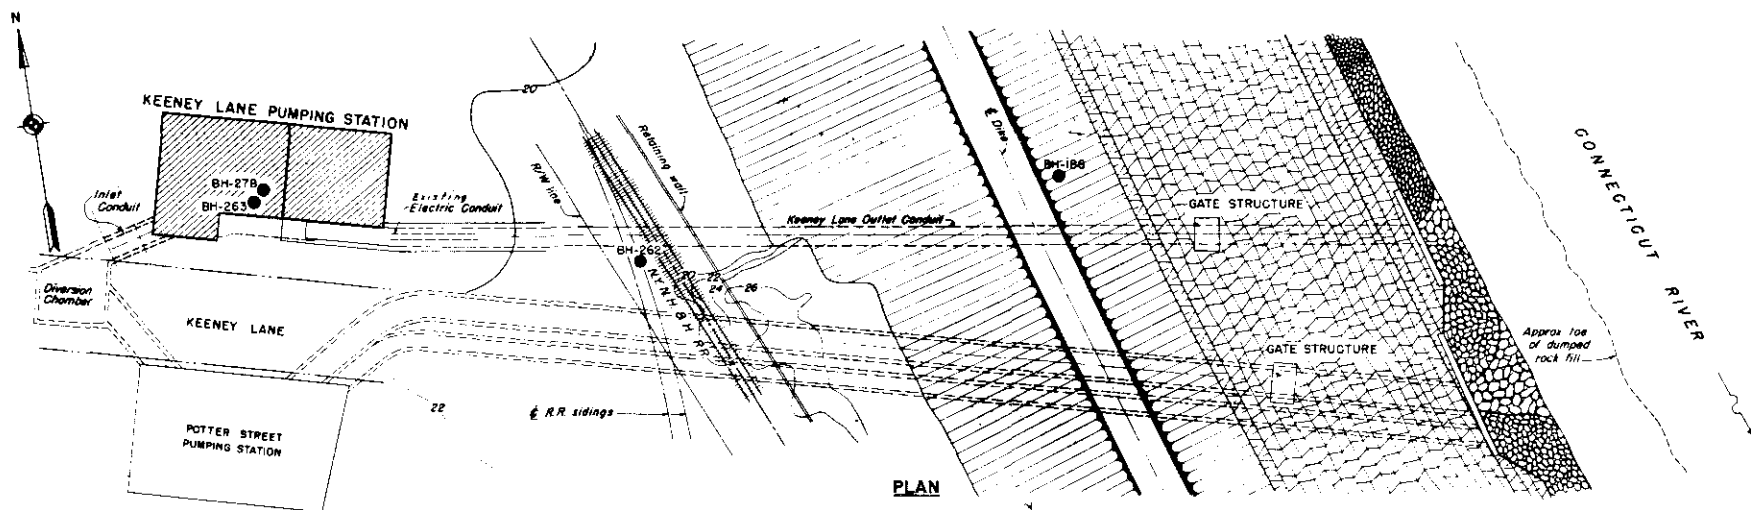 N
KEENEY LANE PUMPING STATION
BH-278
BH-263
Inlet
Conduit
Existing
Electric Conduit
Diversion
Chamber
KEENEY LANE
POTTER STREET
PUMPING STATION
22
20
R/W line
Retaining wall
BH-262
N.Y. N.H. & H. RR.
20
22
24
26
℄ R.R. sidings
℄ Dike
BH-188
Keeney Lane Outlet Conduit
GATE STRUCTURE
GATE STRUCTURE
CONNECTICUT RIVER
Approx toe
of dumped
rock fill
PLAN